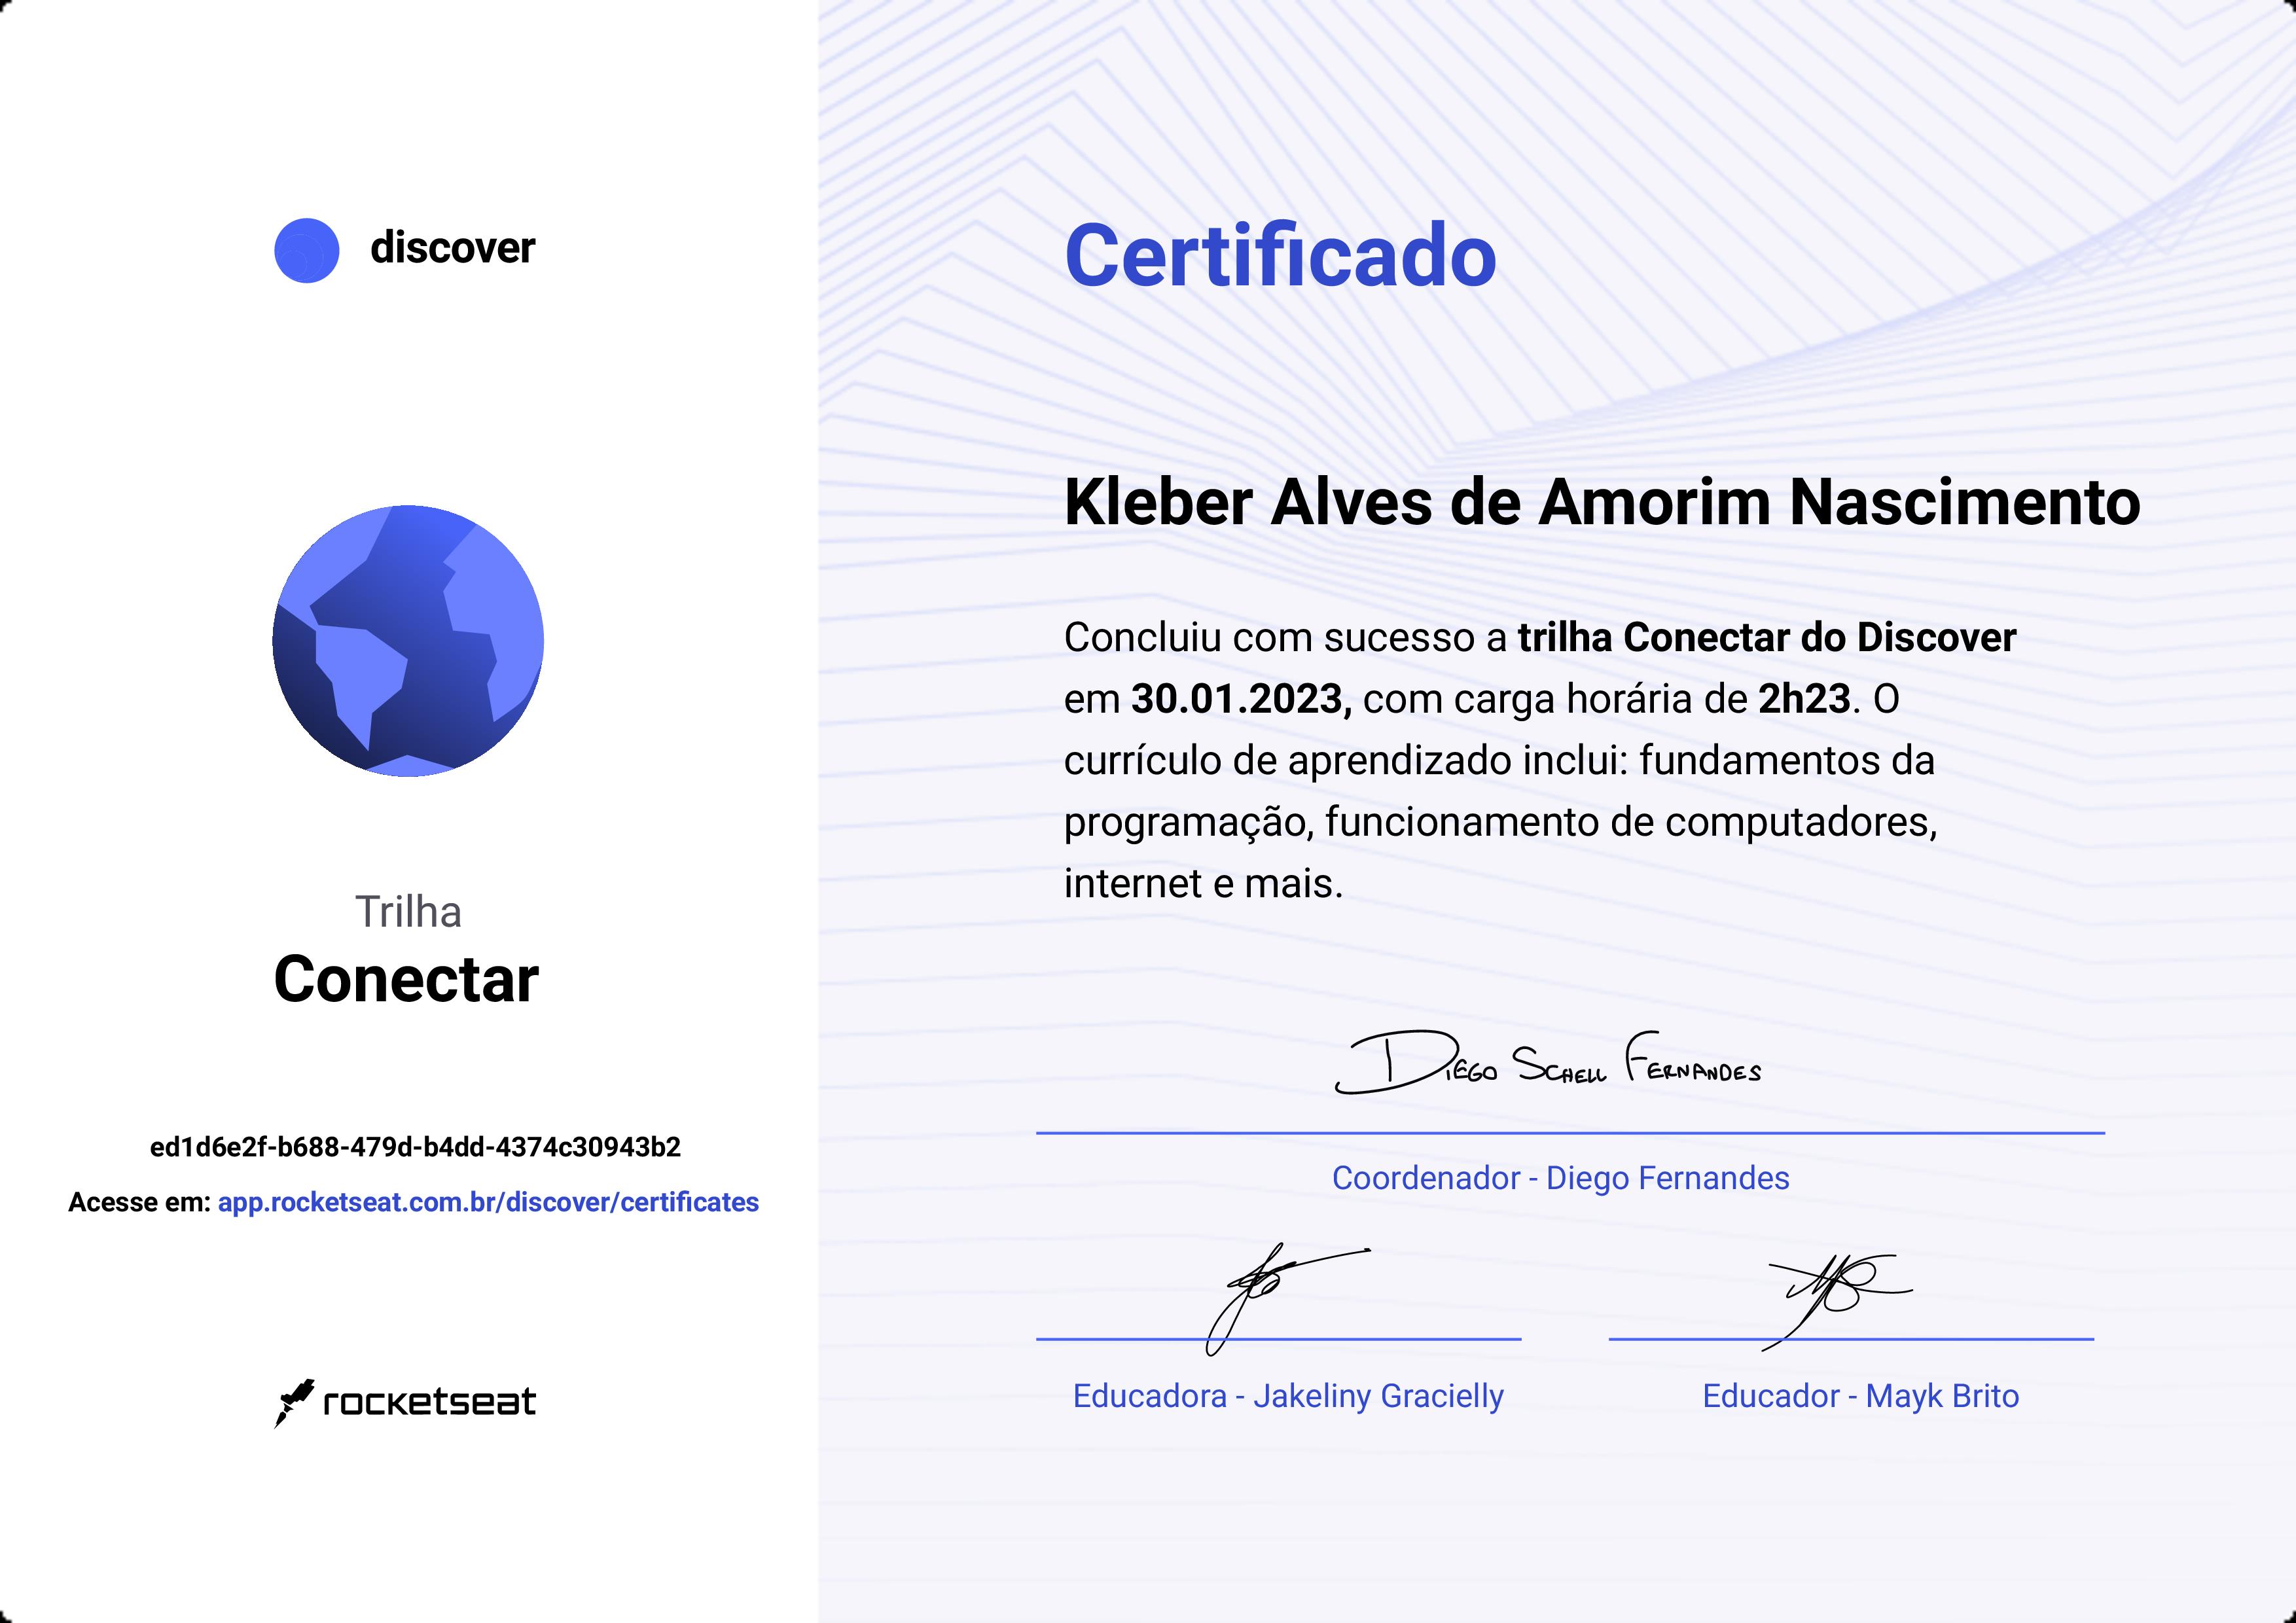 discover
Trilha
Conectar
ed1d6e2f-b688-479d-b4dd-4374c30943b2
Acesse em: app.rocketseat.com.br/discover/certificates
rocketseat
Certificado
Kleber Alves de Amorim Nascimento
Concluiu com sucesso a trilha Conectar do Discover
em 30.01.2023, com carga horária de 2h23. O
currículo de aprendizado inclui: fundamentos da
programação, funcionamento de computadores,
internet e mais.
Diego Schell Fernandes
Coordenador - Diego Fernandes
Educadora - Jakeliny Gracielly
Educador - Mayk Brito